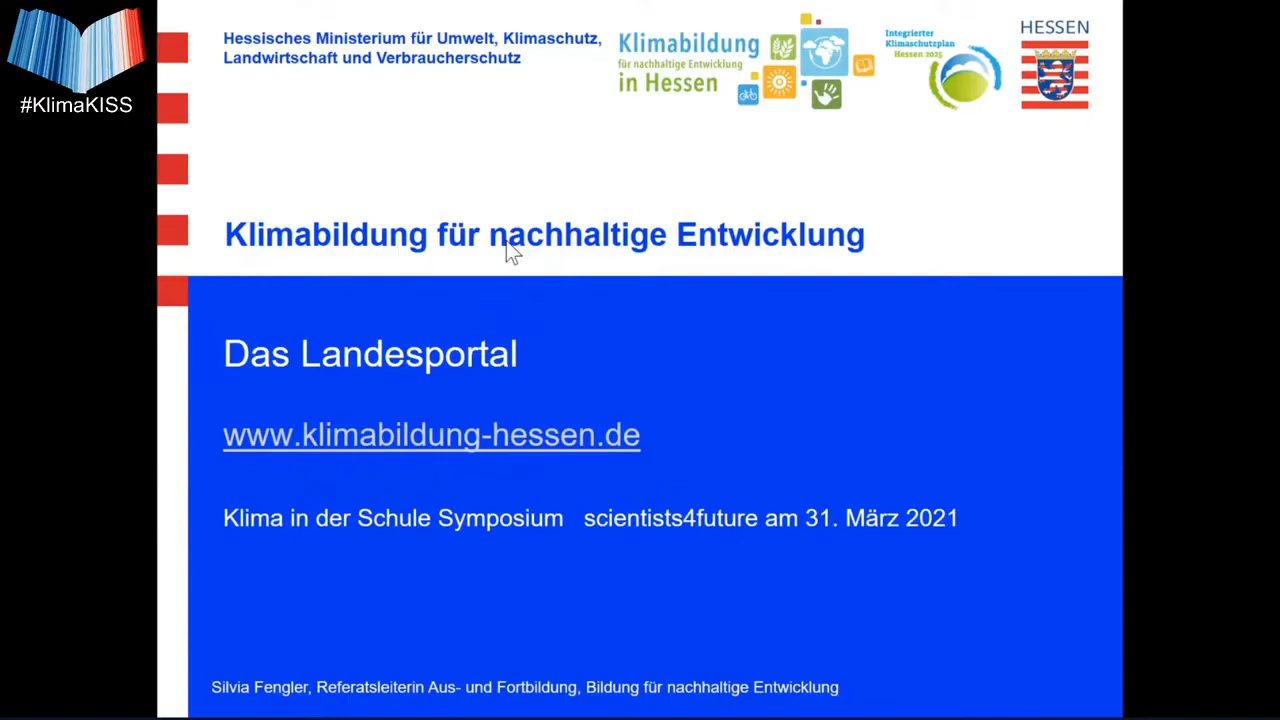 #KlimaKISS
Hessisches Ministerium für Umwelt, Klimaschutz,
Landwirtschaft und Verbraucherschutz
Klimabildung
für nachhaltige Entwicklung
in Hessen
Integrierter
Klimaschutzplan
Hessen 2025
HESSEN
Klimabildung für nachhaltige Entwicklung
Das Landesportal
www.klimabildung-hessen.de
Klima in der Schule Symposium scientists4future am 31. März 2021
Silvia Fengler, Referatsleiterin Aus- und Fortbildung, Bildung für nachhaltige Entwicklung